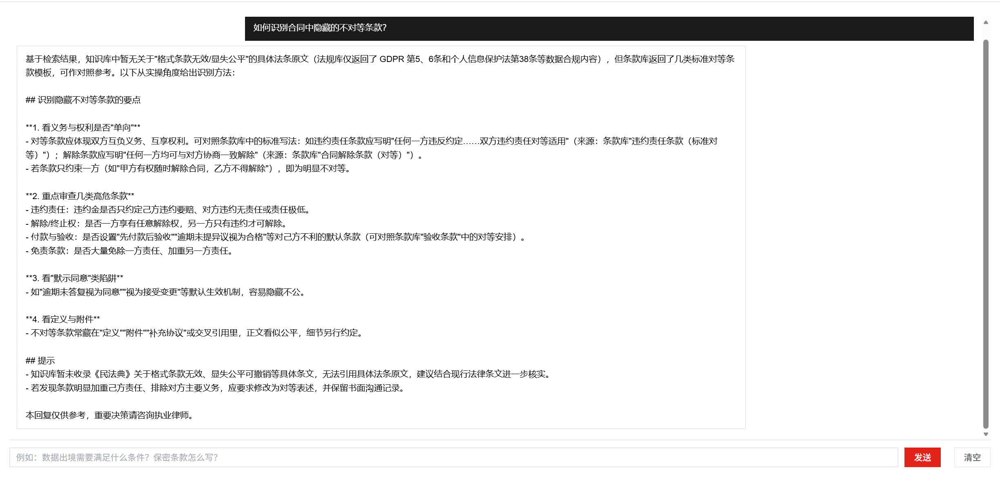 如何识别合同中隐藏的不对等条款？
基于检索结果，知识库中暂无关于"格式条款无效/显失公平"的具体法条原文（法规库仅返回了 GDPR 第5、6条和个人信息保护法第38条等数据合规内容），但条款库返回了几类标准对等条
款模板，可作对照参考。以下从实操角度给出识别方法：
## 识别隐藏不对等条款的要点
**1. 看义务与权利是否"单向"**
- 对等条款应体现双方互负义务、互享权利。可对照条款库中的标准写法：如违约责任条款应写明"任何一方违反约定……双方违约责任对等适用"（来源：条款库"违约责任条款（标准对
等）"）；解除条款应写明"任何一方均可与对方协商一致解除"（来源：条款库"合同解除条款（对等）"）。
- 若条款只约束一方（如"甲方有权随时解除合同，乙方不得解除"），即为明显不对等。
**2. 重点审查几类高危条款**
- 违约责任：违约金是否只约定己方违约要赔、对方违约无责任或责任极低。
- 解除/终止权：是否一方享有任意解除权，另一方只有违约才可解除。
- 付款与验收：是否设置"先付款后验收""逾期未提异议视为合格"等对己方不利的默认条款（可对照条款库"验收条款"中的对等安排）。
- 免责条款：是否大量免除一方责任、加重另一方责任。
**3. 看"默示同意"类陷阱**
- 如"逾期未答复视为同意""视为接受变更"等默认生效机制，容易隐藏不公。
**4. 看定义与附件**
- 不对等条款常藏在"定义""附件""补充协议"或交叉引用里，正文看似公平，细节另行约定。
## 提示
- 知识库暂未收录《民法典》关于格式条款无效、显失公平可撤销等具体条文，无法引用具体法条原文，建议结合现行法律条文进一步核实。
- 若发现条款明显加重己方责任、排除对方主要义务，应要求修改为对等表述，并保留书面沟通记录。
本回复仅供参考，重要决策请咨询执业律师。
例如：数据出境需要满足什么条件？保密条款怎么写？
发送
清空